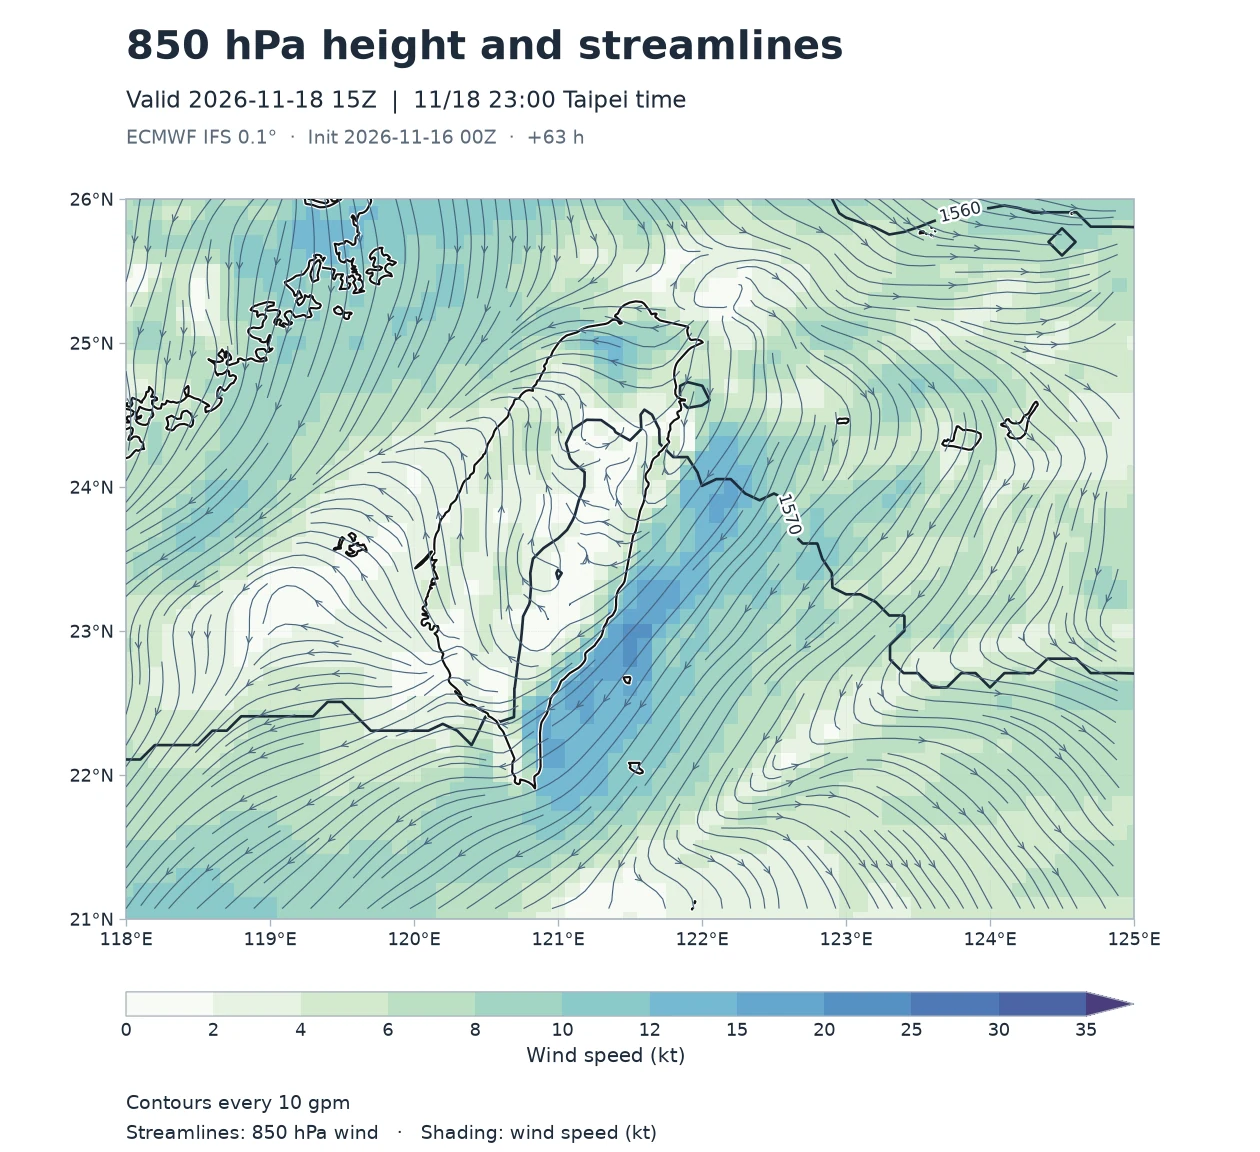 850 hPa height and streamlines
Valid 2026-11-18 15Z | 11/18 23:00 Taipei time
ECMWF IFS 0.1° · Init 2026-11-16 00Z · +63 h
26°N
1560
25°N
24°N
1570
23°N
22°N
21°N
118°E 119°E 120°E 121°E 122°E 123°E 124°E 125°E
0 2 4 6 8 10 12 15 20 25 30 35
Wind speed (kt)
Contours every 10 gpm
Streamlines: 850 hPa wind · Shading: wind speed (kt)